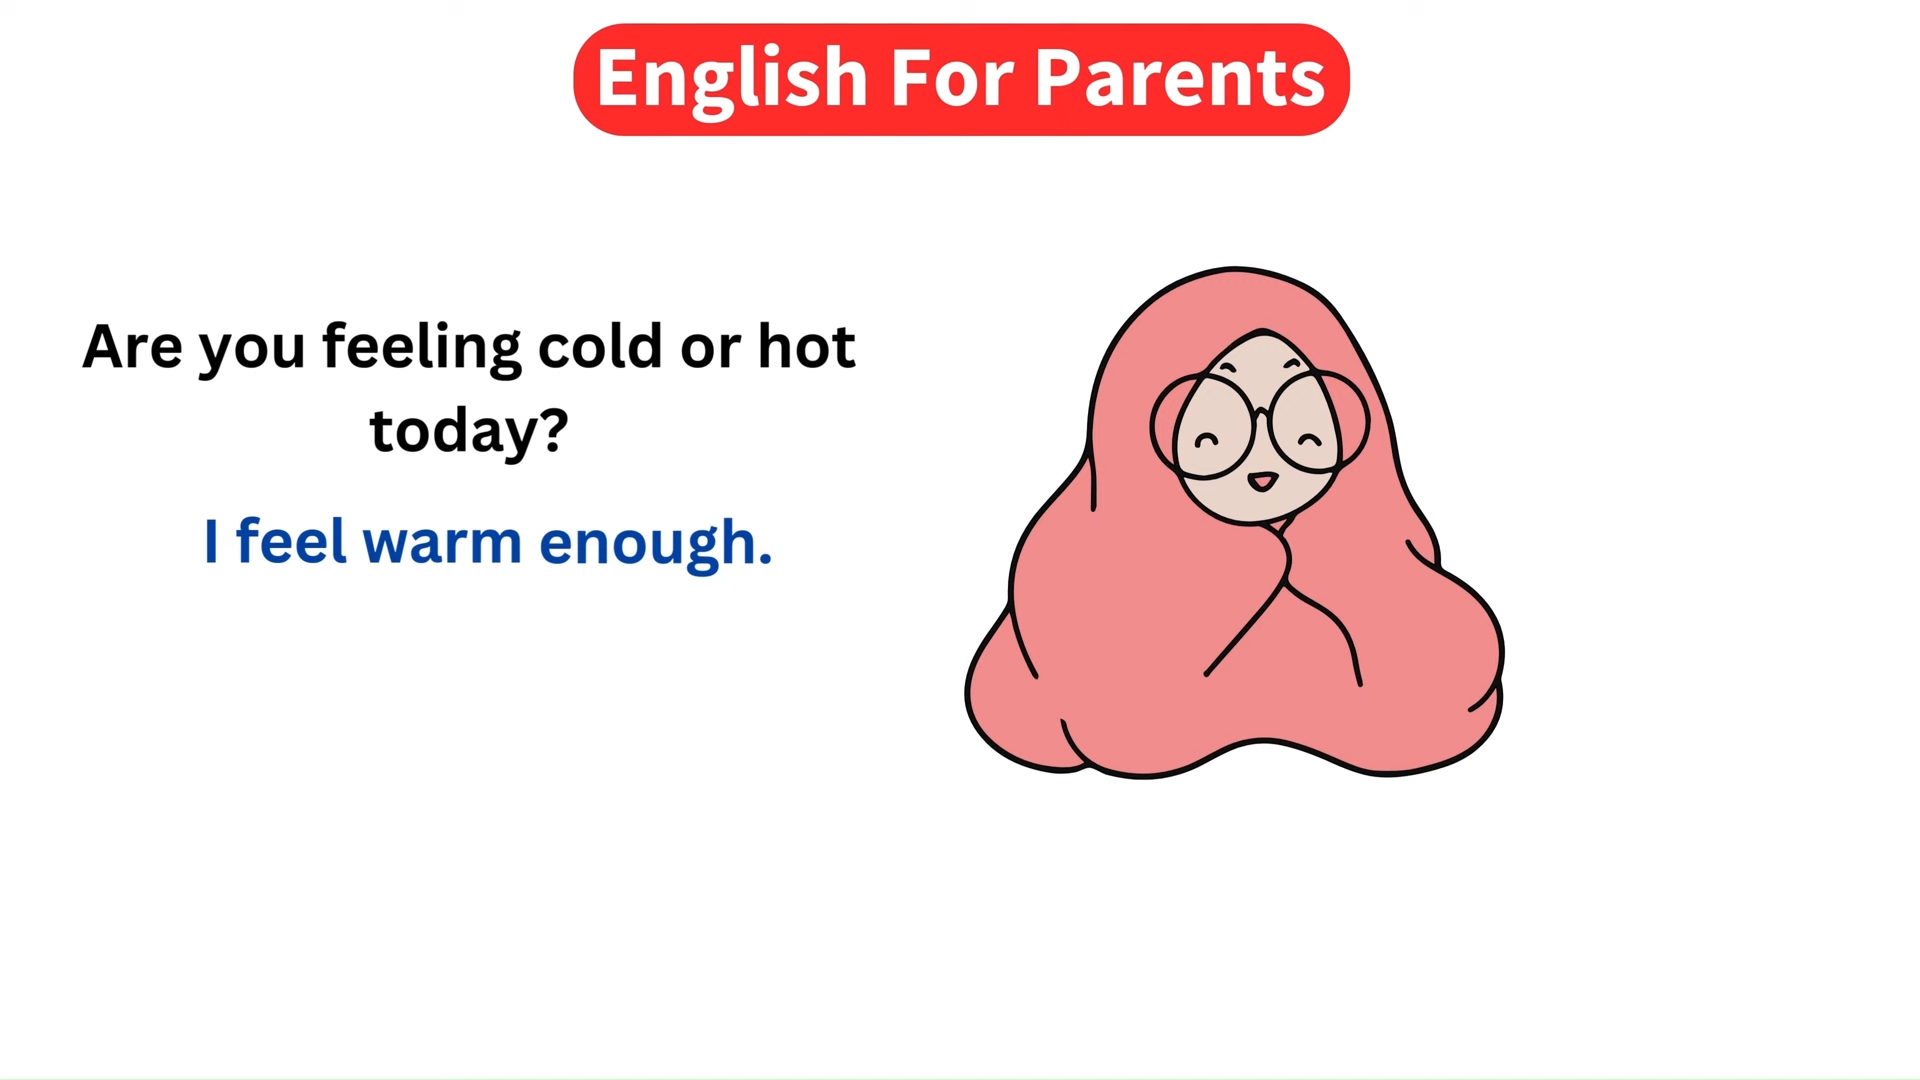 English For Parents
Are you feeling cold or hot
today?
I feel warm enough.